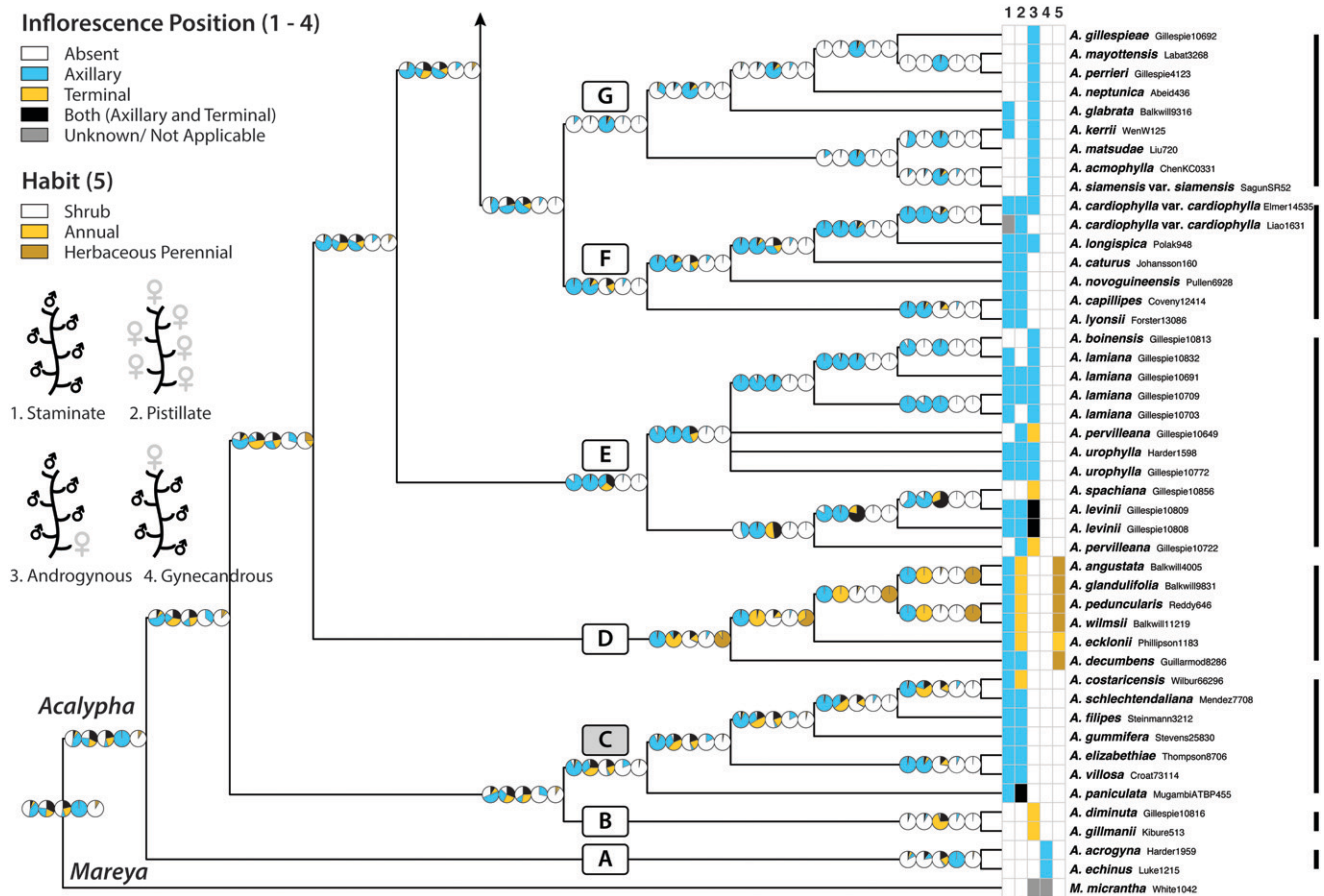 Inflorescence Position (1 - 4)
Absent
Axillary
Terminal
Both (Axillary and Terminal)
Unknown/ Not Applicable
Habit (5)
Shrub
Annual
Herbaceous Perennial
1. Staminate 2. Pistillate
3. Androgynous 4. Gynecandrous
Acalypha
Mareya
G
F
E
D
C
B
A
1 2 3 4 5
A. gillespieae Gillespie10692
A. mayottensis Labat3268
A. perrieri Gillespie4123
A. neptunica Abeid436
A. glabrata Balkwill9316
A. kerrii WenW125
A. matsudae Liu720
A. acmophylla ChenKC0331
A. siamensis var. siamensis SagunSR52
A. cardiophylla var. cardiophylla Elmer14535
A. cardiophylla var. cardiophylla Liao1631
A. longispica Polak948
A. caturus Johansson160
A. novoguineensis Pullen6928
A. capillipes Coveny12414
A. lyonsii Forster13086
A. boinensis Gillespie10813
A. lamiana Gillespie10832
A. lamiana Gillespie10691
A. lamiana Gillespie10709
A. lamiana Gillespie10703
A. pervilleana Gillespie10649
A. urophylla Harder1598
A. urophylla Gillespie10772
A. spachiana Gillespie10856
A. levinii Gillespie10809
A. levinii Gillespie10808
A. pervilleana Gillespie10722
A. angustata Balkwill4005
A. glandulifolia Balkwill9831
A. peduncularis Reddy646
A. wilmsii Balkwill11219
A. ecklonii Phillipson1183
A. decumbens Guillarmod8286
A. costaricensis Wilbur66296
A. schlechtendaliana Mendez7708
A. filipes Steinmann3212
A. gummifera Stevens25830
A. elizabethiae Thompson8706
A. villosa Croat73114
A. paniculata MugambiATBP455
A. diminuta Gillespie10816
A. gillmanii Kibure513
A. acrogyna Harder1959
A. echinus Luke1215
M. micrantha White1042